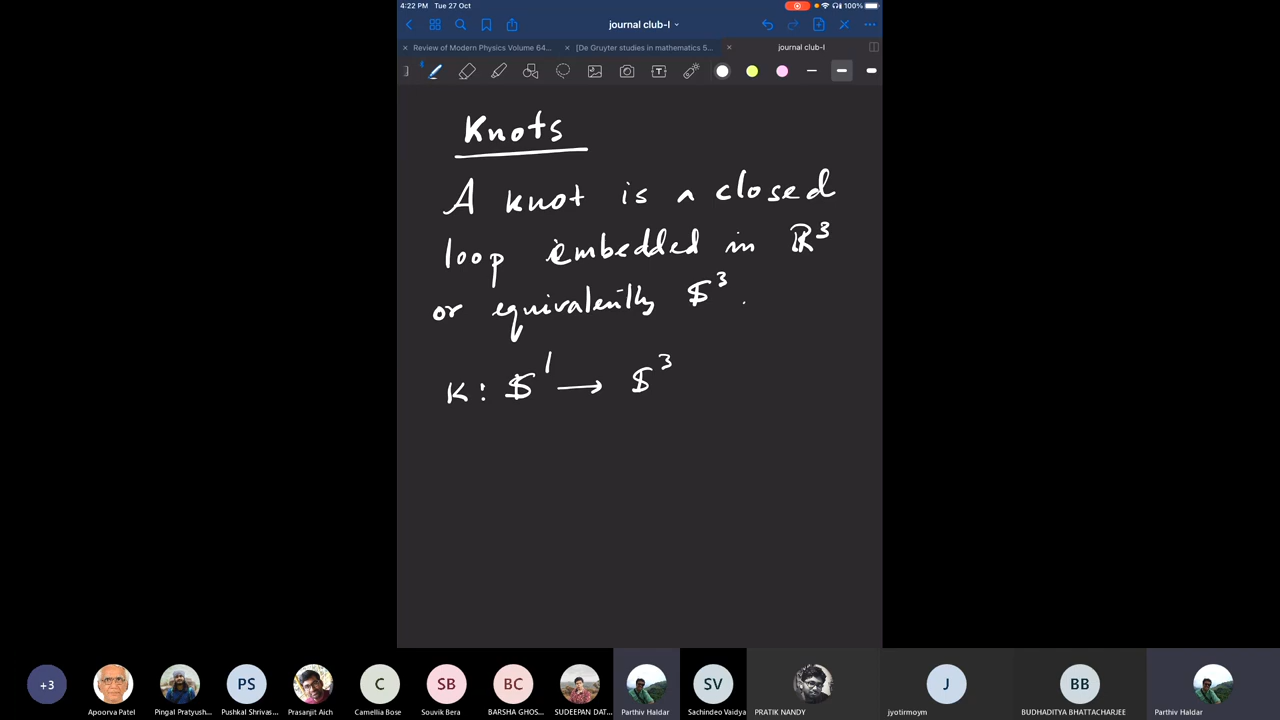 4:22 PM Tue 27 Oct
100%
journal club-I
Review of Modern Physics Volume 64...
[De Gruyter studies in mathematics 5...
journal club-I
Knots
A knot is a closed
loop embedded in ℝ³
or equivalently 𝕊³.
K: 𝕊¹ → 𝕊³
+3
PS
C
SB
BC
SV
J
BB
Apoorva Patel
Pingal Pratyush...
Pushkal Shrivas...
Prasanjit Aich
Camellia Bose
Souvik Bera
BARSHA GHOS...
SUDEEPAN DAT...
Parthiv Haldar
Sachindeo Vaidya
PRATIK NANDY
jyotirmoym
BUDHADITYA BHATTACHARJEE
Parthiv Haldar